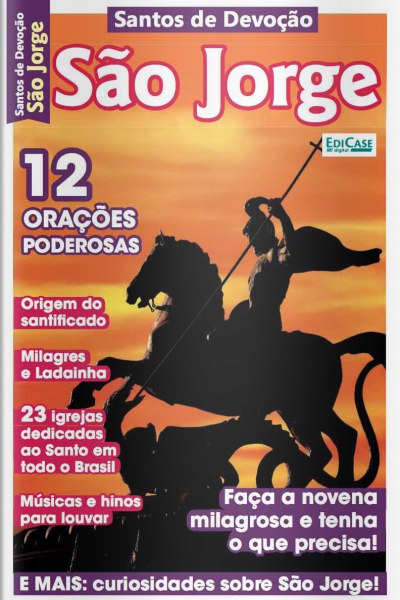 Santos de Devoção
São Jorge
Santos de Devoção
São Jorge
EDICASE
digital
12
ORAÇÕES
PODEROSAS
Origem do
santificado
Milagres
e Ladainha
23 igrejas
dedicadas
ao Santo em
todo o Brasil
Músicas e hinos
para louvar
Faça a novena
milagrosa e tenha
o que precisa!
E MAIS: curiosidades sobre São Jorge!